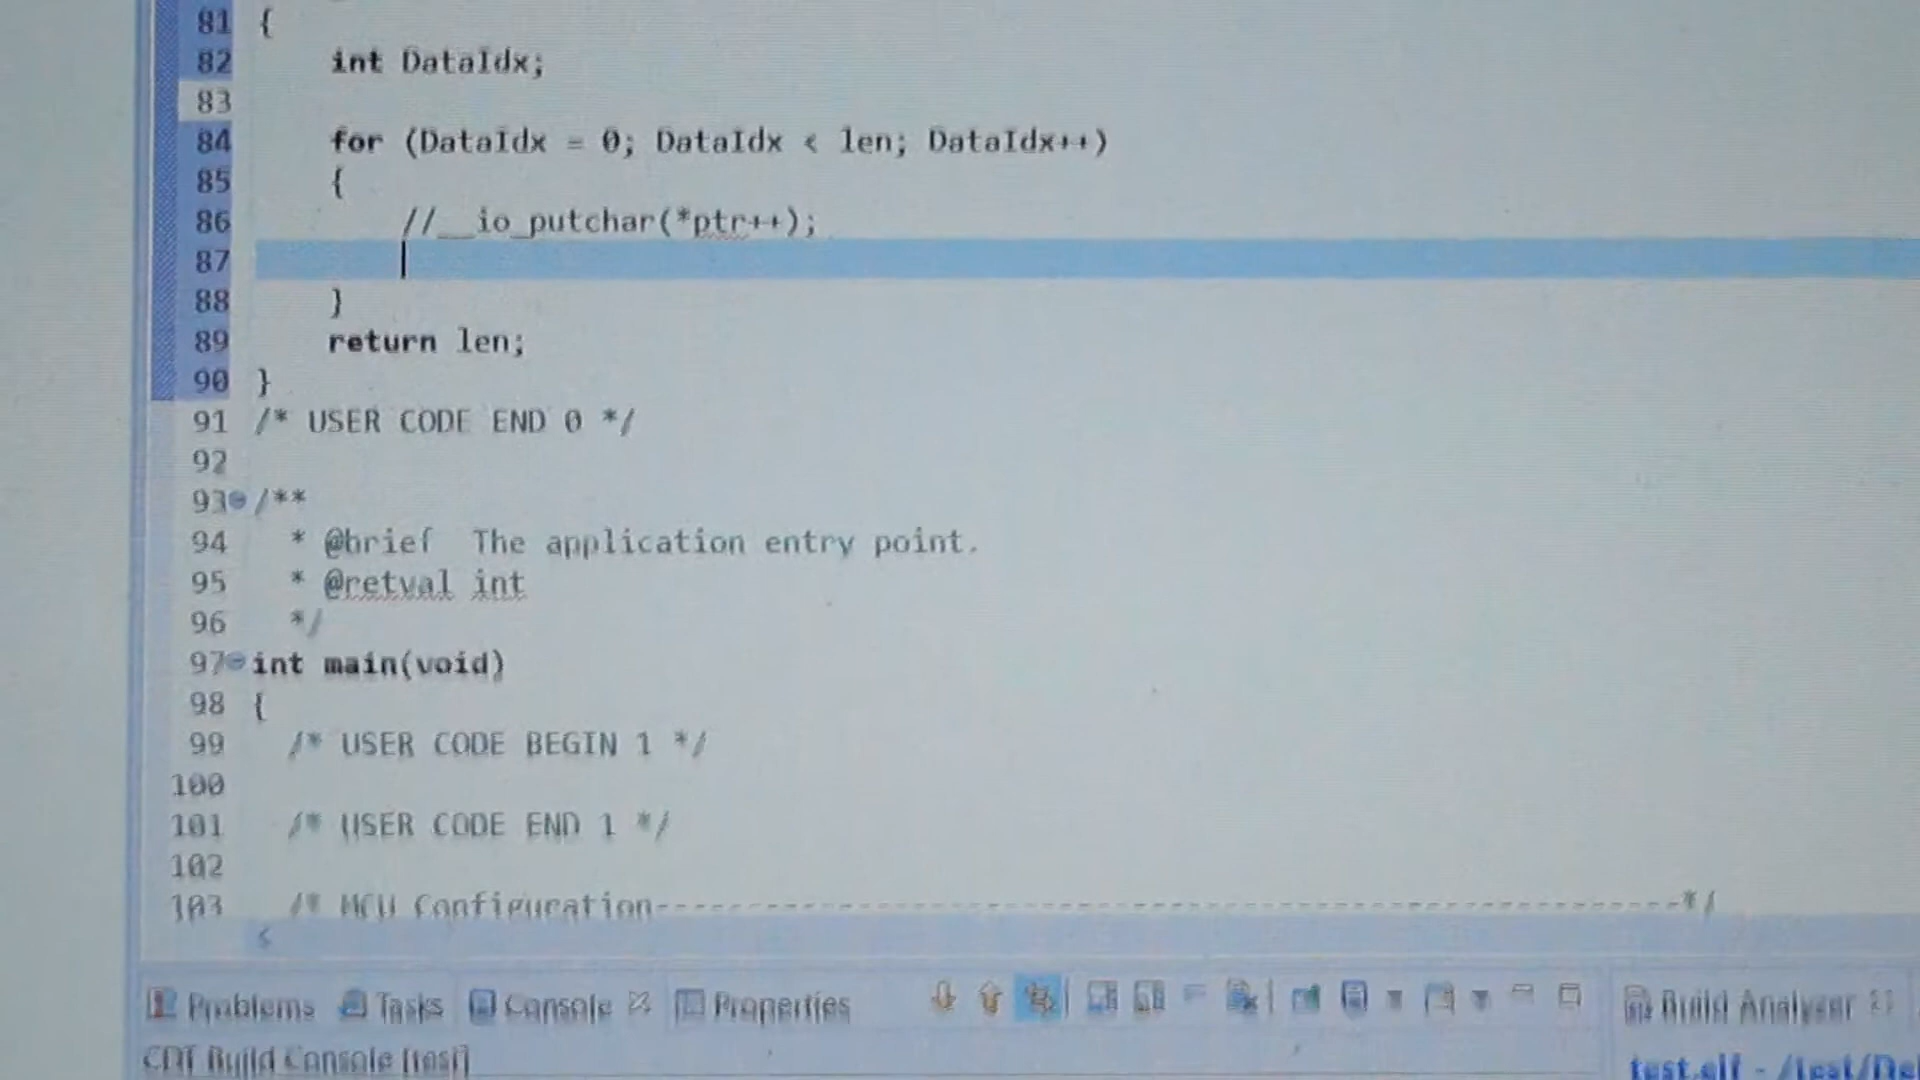 81 {
82 int DataIdx;
83
84 for (DataIdx = 0; DataIdx < len; DataIdx++)
85 {
86 //__io_putchar(*ptr++);
87
88 }
89 return len;
90 }
91 /* USER CODE END 0 */
92
93 /**
94 * @brief  The application entry point.
95 * @retval int
96 */
97 int main(void)
98 {
99 /* USER CODE BEGIN 1 */
100
101 /* USER CODE END 1 */
102
103 /* MCU Configuration--------------------------------------------------------*/
Problems Tasks Console Properties
Build Analyser
CDT Build Console [test]
test.elf - /test/De